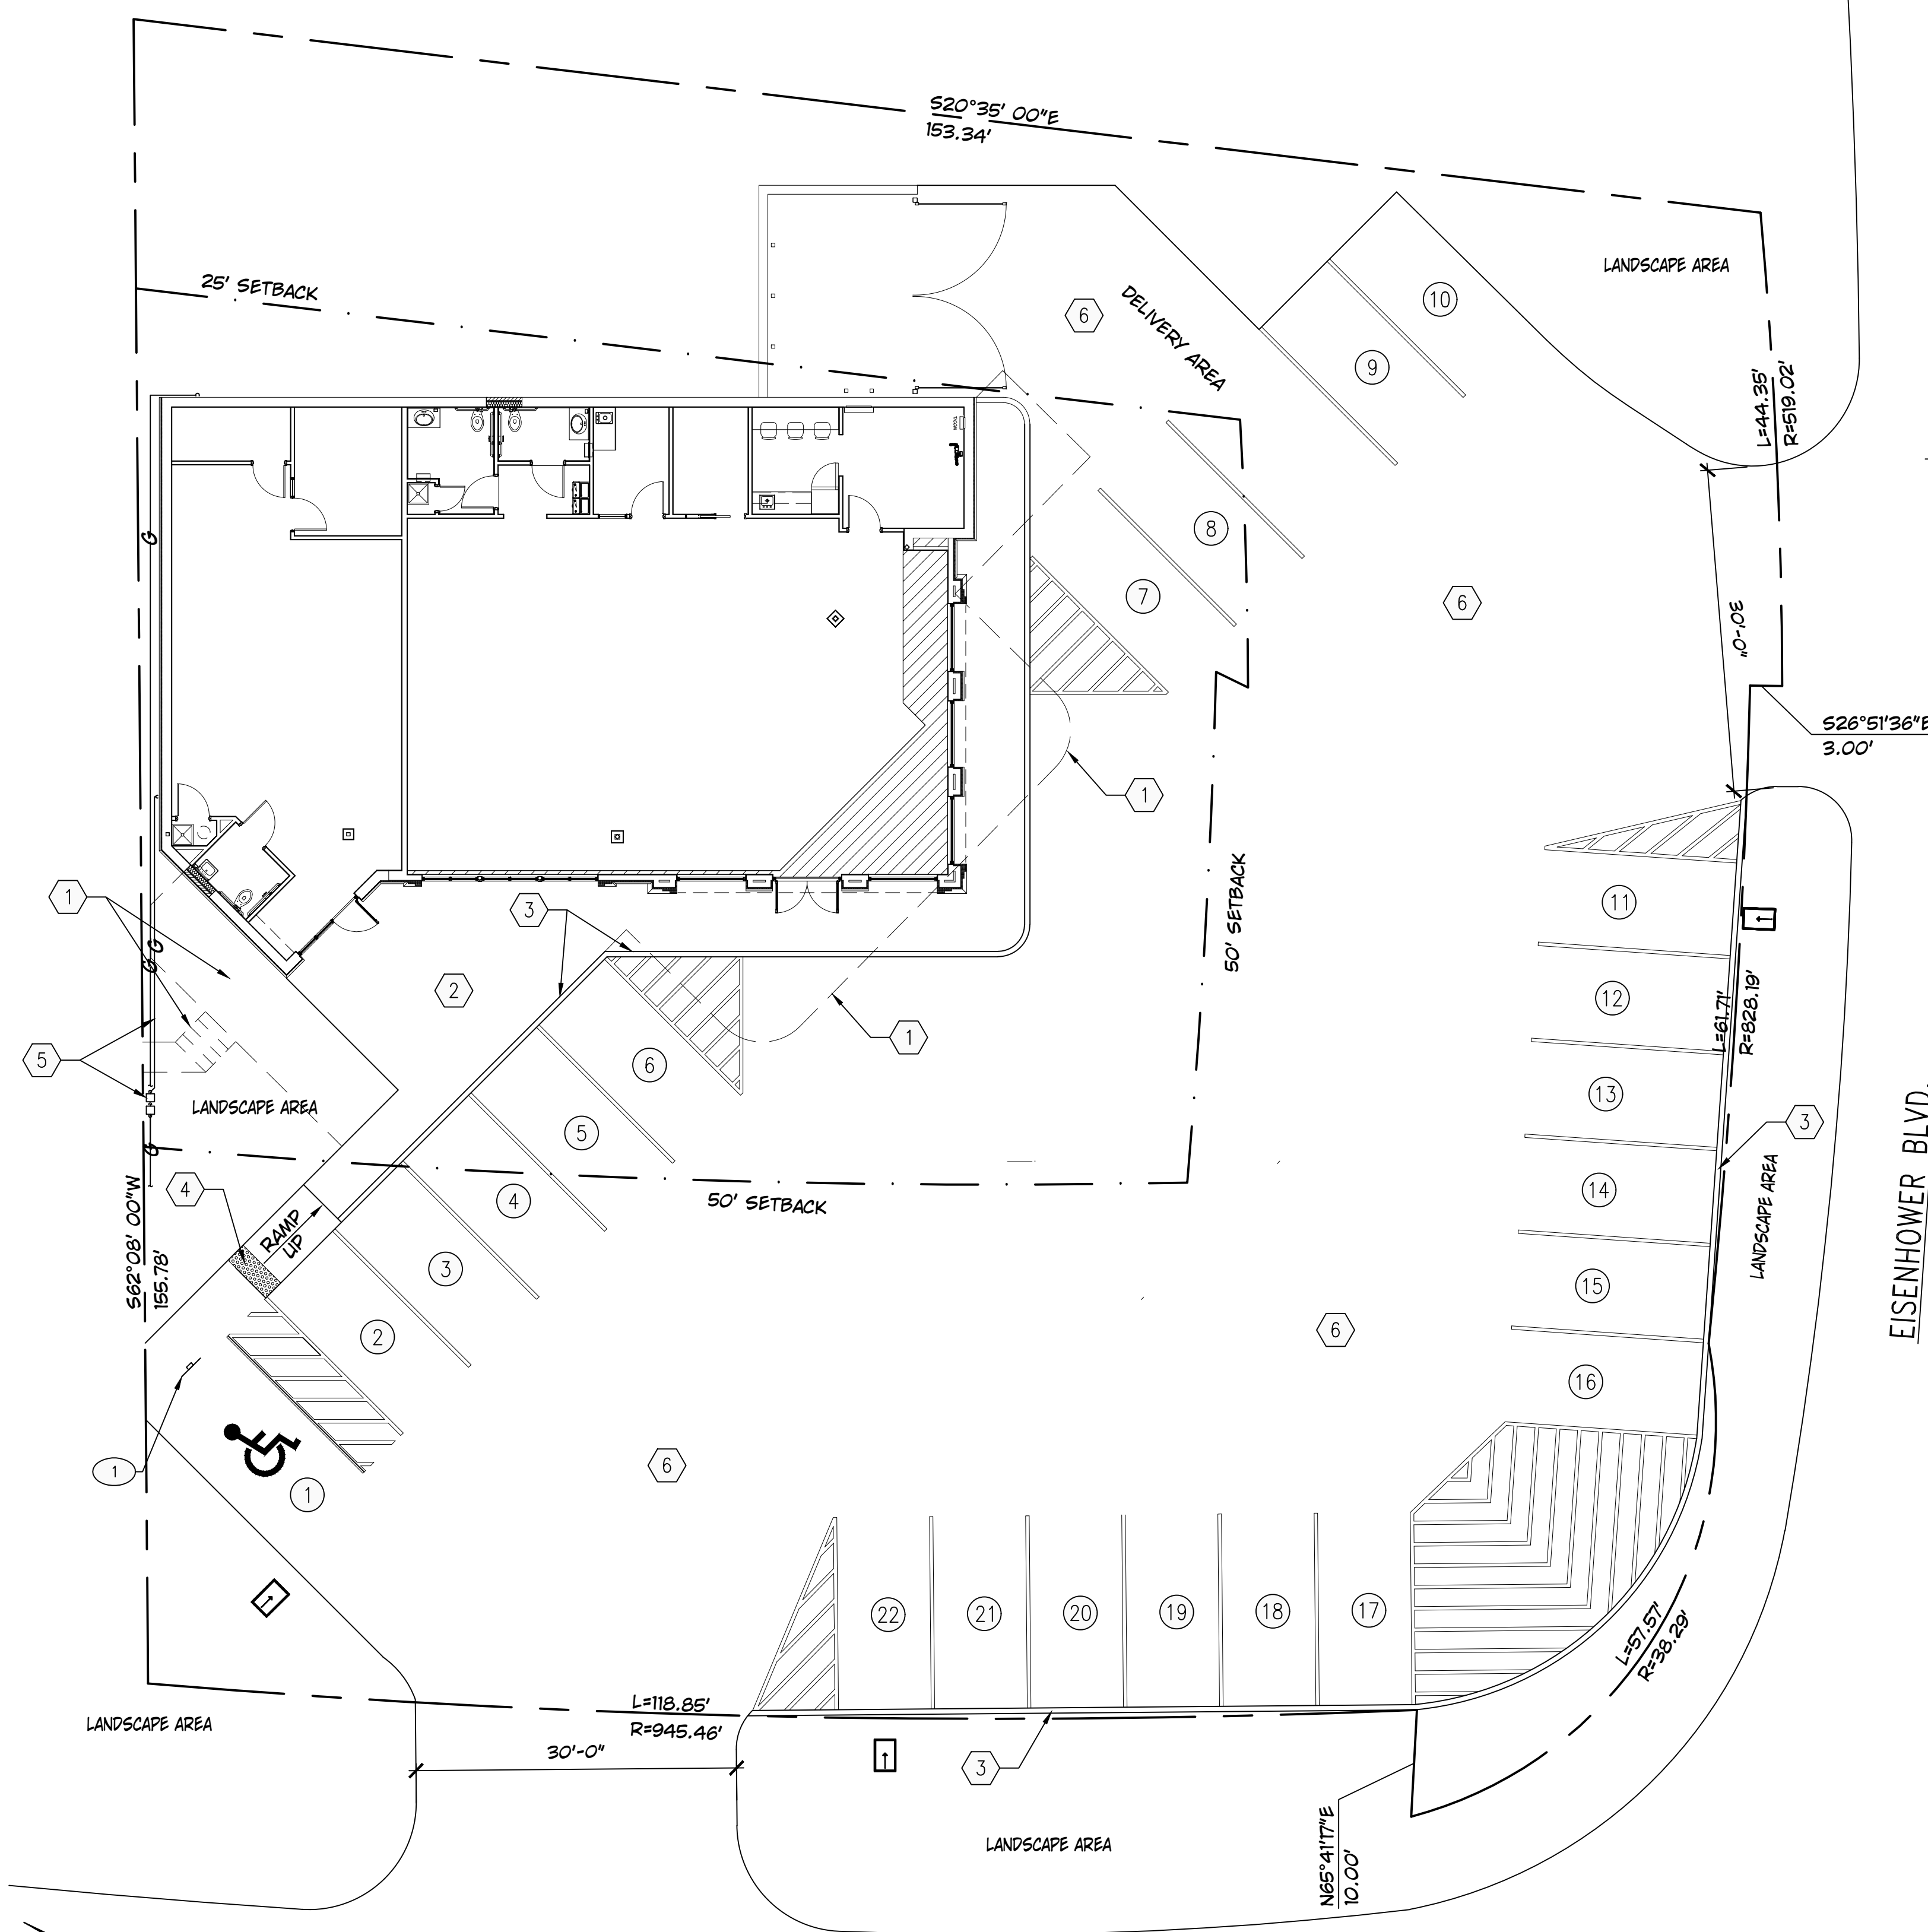 S20°35' 00"E
153.34'
25' SETBACK
LANDSCAPE AREA
10
6
DELIVERY AREA
9
L=44.35'
R=519.02'
8
G
7
6
30'-0"
S26°51'36"E
3.00'
1
1
3
11
50' SETBACK
G
G
2
12
L=61.71'
R=828.19'
1
5
6
13
LANDSCAPE AREA
5
3
EISENHOWER BLVD.
G
4
4
14
50' SETBACK
LANDSCAPE AREA
S62°08' 00"W
155.78'
RAMP
UP
3
15
2
6
16
1
6
1
22
21
20
19
18
17
L=57.57'
R=38.29'
L=118.85'
R=945.46'
LANDSCAPE AREA
30'-0"
3
LANDSCAPE AREA
N65°41'17"E
10.00'